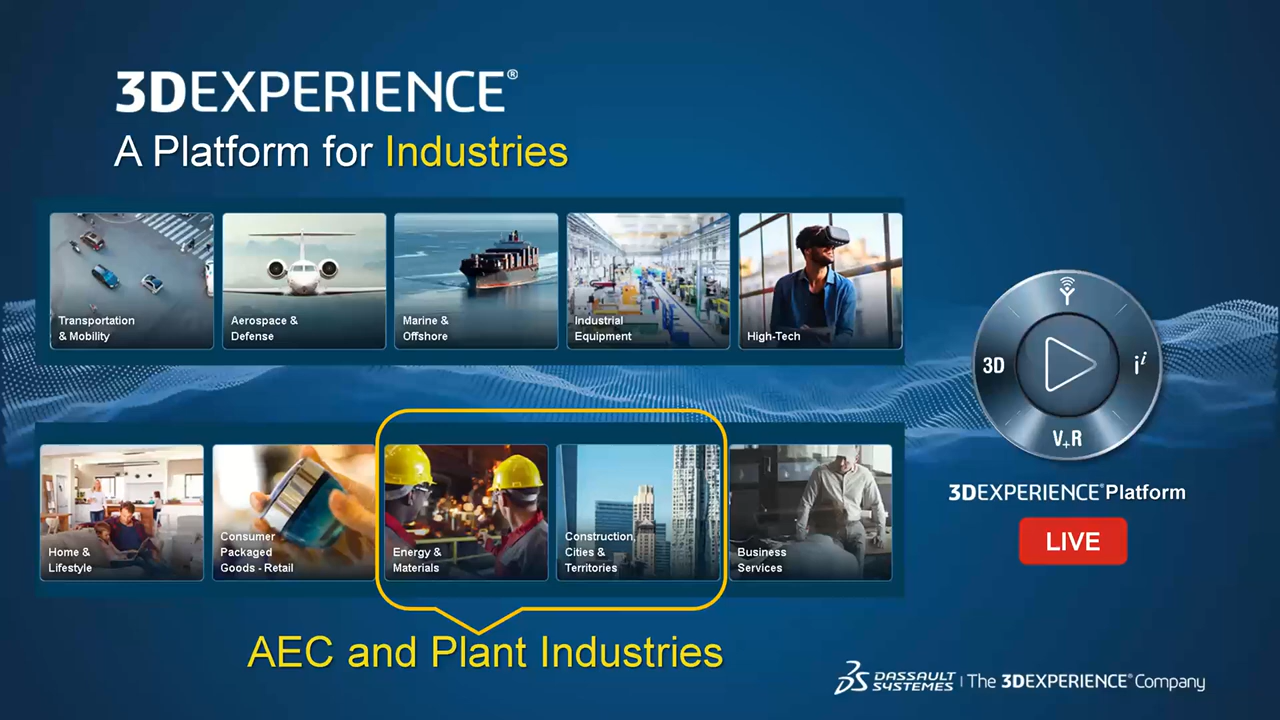 3DEXPERIENCE®
A Platform for Industries
Transportation
& Mobility
Aerospace &
Defense
Marine &
Offshore
Industrial
Equipment
High-Tech
Home &
Lifestyle
Consumer
Packaged
Goods - Retail
Energy &
Materials
Construction,
Cities &
Territories
Business
Services
AEC and Plant Industries
3D
i i
V+R
3DEXPERIENCE® Platform
LIVE
DASSAULT
SYSTEMES | The 3DEXPERIENCE® Company